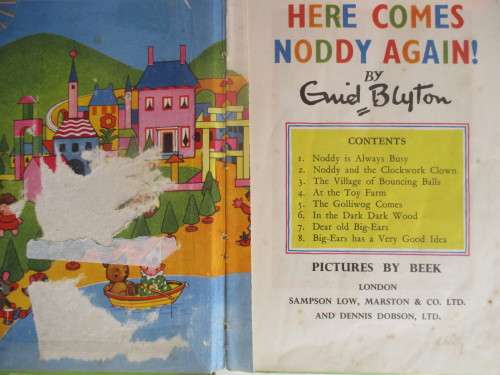 HERE COMES
NODDY AGAIN!
BY
Enid Blyton
CONTENTS
1. Noddy is Always Busy
2. Noddy and the Clockwork Clown
3. The Village of Bouncing Balls
4. At the Toy Farm
5. The Golliwog Comes
6. In the Dark Dark Wood
7. Dear old Big-Ears
8. Big-Ears has a Very Good Idea
PICTURES BY BEEK
LONDON
SAMPSON LOW, MARSTON & CO. LTD.
AND DENNIS DOBSON, LTD.